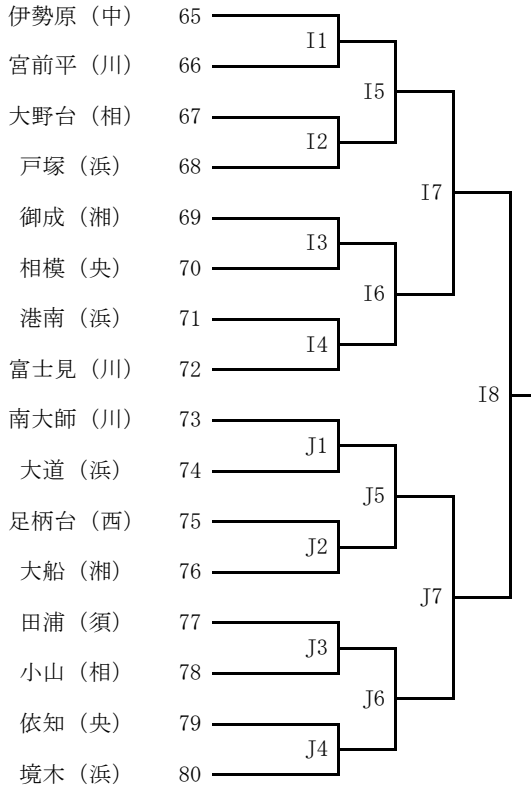 伊勢原（中） 65
I1
宮前平（川） 66
I5
大野台（相） 67
I2
戸塚（浜） 68
I7
御成（湘） 69
I3
相模（央） 70
I6
港南（浜） 71
I4
富士見（川） 72
I8
南大師（川） 73
J1
大道（浜） 74
J5
足柄台（西） 75
J2
大船（湘） 76
J7
田浦（須） 77
J3
小山（相） 78
J6
依知（央） 79
J4
境木（浜） 80